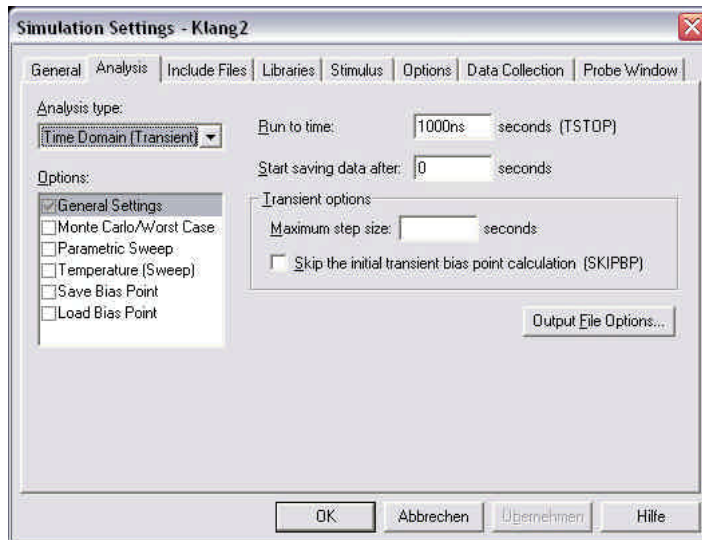 Simulation Settings - Klang2
General Analysis Include Files Libraries Stimulus Options Data Collection Probe Window
Analysis type:
Time Domain (Transient)
Options:
General Settings
Monte Carlo/Worst Case
Parametric Sweep
Temperature (Sweep)
Save Bias Point
Load Bias Point
Run to time: 1000ns seconds (TSTOP)
Start saving data after: 0 seconds
Transient options
Maximum step size: seconds
Skip the initial transient bias point calculation (SKIPBP)
Output File Options...
OK Abbrechen Übernehmen Hilfe